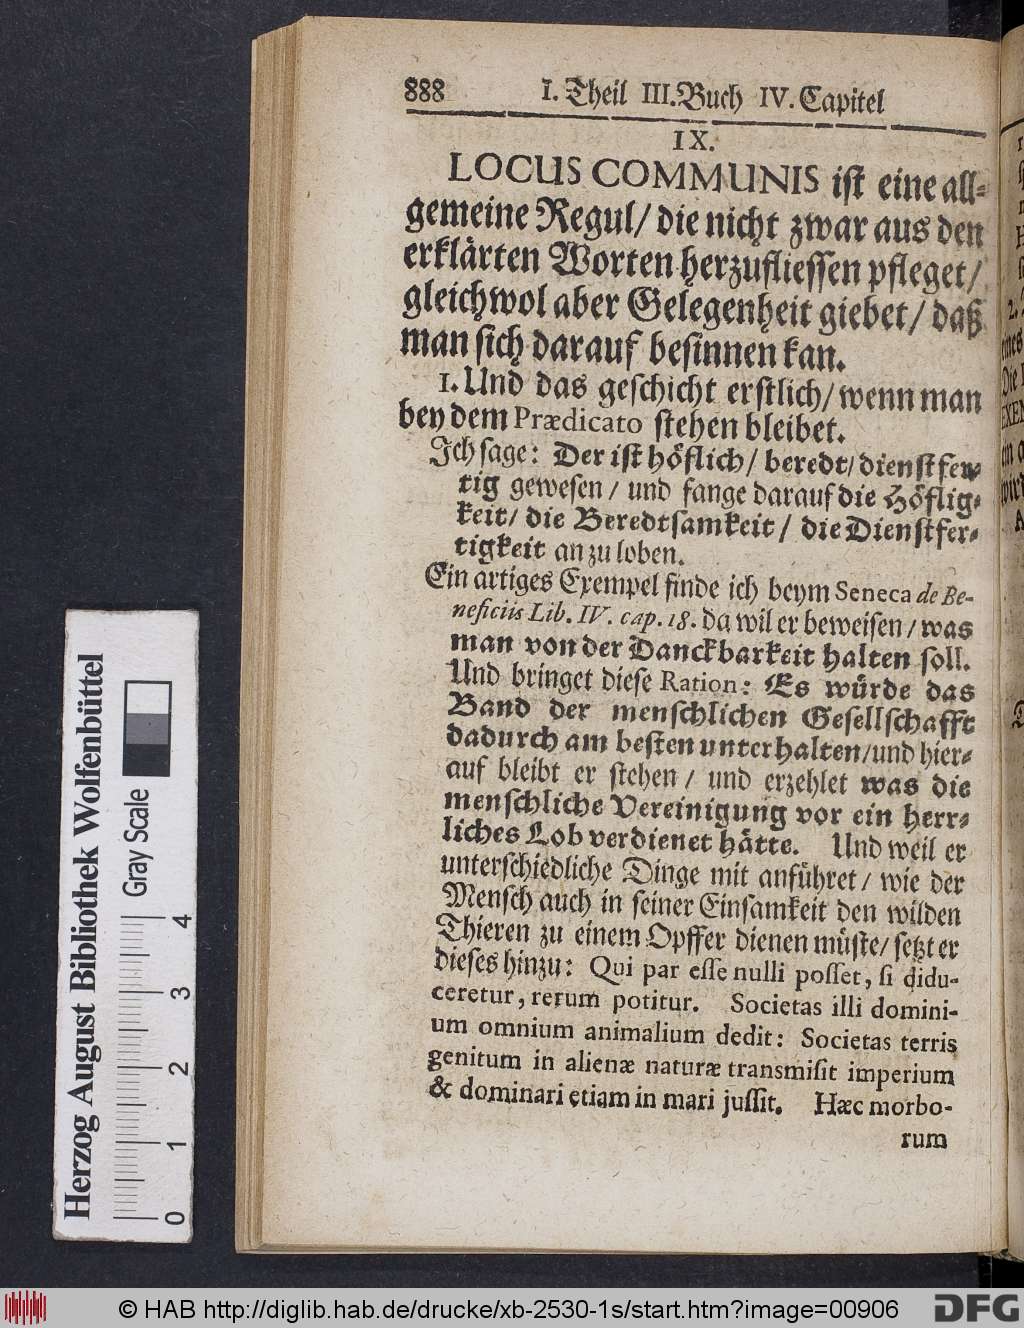 888 I. Theil III. Buch IV. Capitel
IX.
LOCUS COMMUNIS ist eine all-
gemeine Regul/ die nicht zwar aus den
erklärten Worten herzufliessen pfleget/
gleichwol aber Gelegenheit giebet/ daß
man sich darauf besinnen kan.
1. Und das geschicht erstlich/ wenn man
bey dem Prædicato stehen bleibet.
Ich sage: Der ist höflich/ beredt/ dienstfer-
tig gewesen/ und fange darauf die Höflig-
keit/ die Beredtsamkeit/ die Dienstfer-
tigkeit an zu loben.
Ein artiges Exempel finde ich beym Seneca de Be-
neficiis Lib. IV. cap. 18. da wil er beweisen/ was
man von der Danckbarkeit halten soll.
Und bringet diese Ration: Es würde das
Band der menschlichen Gesellschafft
dadurch am besten unterhalten/ und hier-
auf bleibt er stehen/ und erzehlet was die
menschliche Vereinigung vor ein herr-
liches Lob verdienet hätte. Und weil er
unterschiedliche Dinge mit anführet/ wie der
Mensch auch in seiner Einsamkeit den wilden
Thieren zu einem Opffer dienen müste/ setzt er
dieses hinzu: Qui par esse nulli posset, si didu-
ceretur, rerum potitur. Societas illi domini-
um omnium animalium dedit: Societas terris
genitum in alienæ naturæ transmisit imperium
& dominari etiam in mari jussit. Hæc morbo-
rum
Herzog August Bibliothek Wolfenbüttel
Gray Scale
0 1 2 3 4
© HAB http://diglib.hab.de/drucke/xb-2530-1s/start.htm?image=00906
DFG